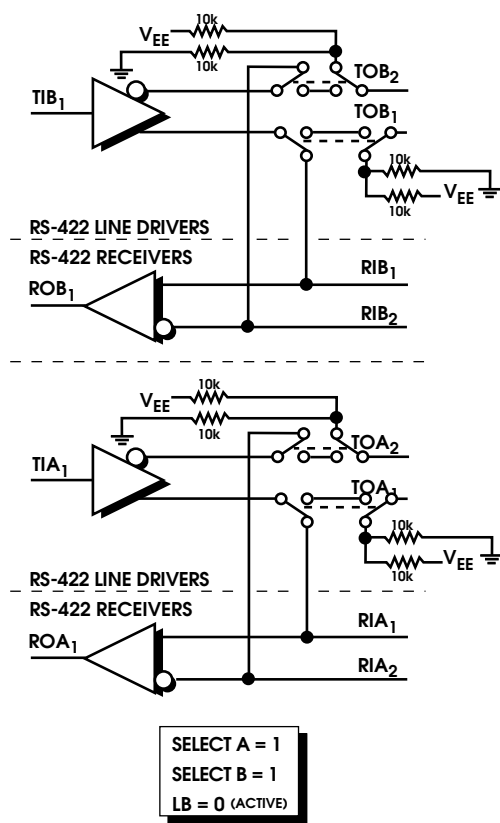 10k
VEE
10k
TOB2
TIB1
TOB1
10k
VEE
10k
RS-422 LINE DRIVERS
RS-422 RECEIVERS
RIB1
ROB1
RIB2
10k
VEE
10k
TOA2
TIA1
TOA1
10k
VEE
10k
RS-422 LINE DRIVERS
RS-422 RECEIVERS
RIA1
ROA1
RIA2
SELECT A = 1
SELECT B = 1
LB = 0 (ACTIVE)